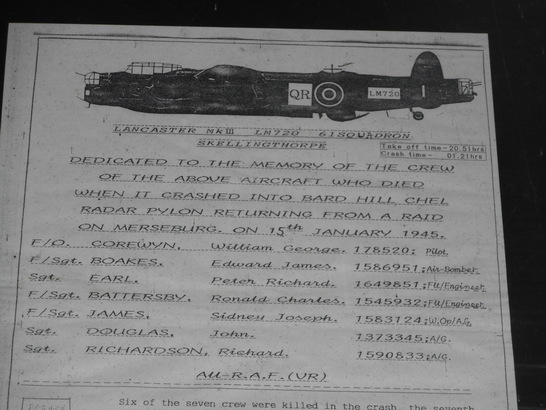 QR
LM720
LANCASTER MkIII LM720 61SQUADRON
SKELLINGTHORPE
Take off time- 20.51hrs
Crash time- 01.21hrs
DEDICATED TO THE MEMORY OF THE CREW
OF THE ABOVE AIRCRAFT WHO DIED
WHEN IT CRASHED INTO BARD HILL CHEL
RADAR PYLON RETURNING FROM A RAID
ON MERSEBURG. ON 15th JANUARY 1945.
F/O. COREWYN, William George. 178520; Pilot.
F/Sgt. BOAKES, Edward James. 1586951; Air-Bomber.
Sgt. EARL, Peter Richard. 1649851; Flt/Engineer.
F/Sgt. BATTERSBY, Ronald Charles. 1545932; Flt/Engineer.
F/Sgt. JAMES, Sidney Joseph. 1583124; W.Op/A.G.
Sgt. DOUGLAS, John. 1373345; A/G.
Sgt. RICHARDSON, Richard. 1590833; A/G.
All-R.A.F.(VR)
Six of the seven crew were killed in the crash, the seventh